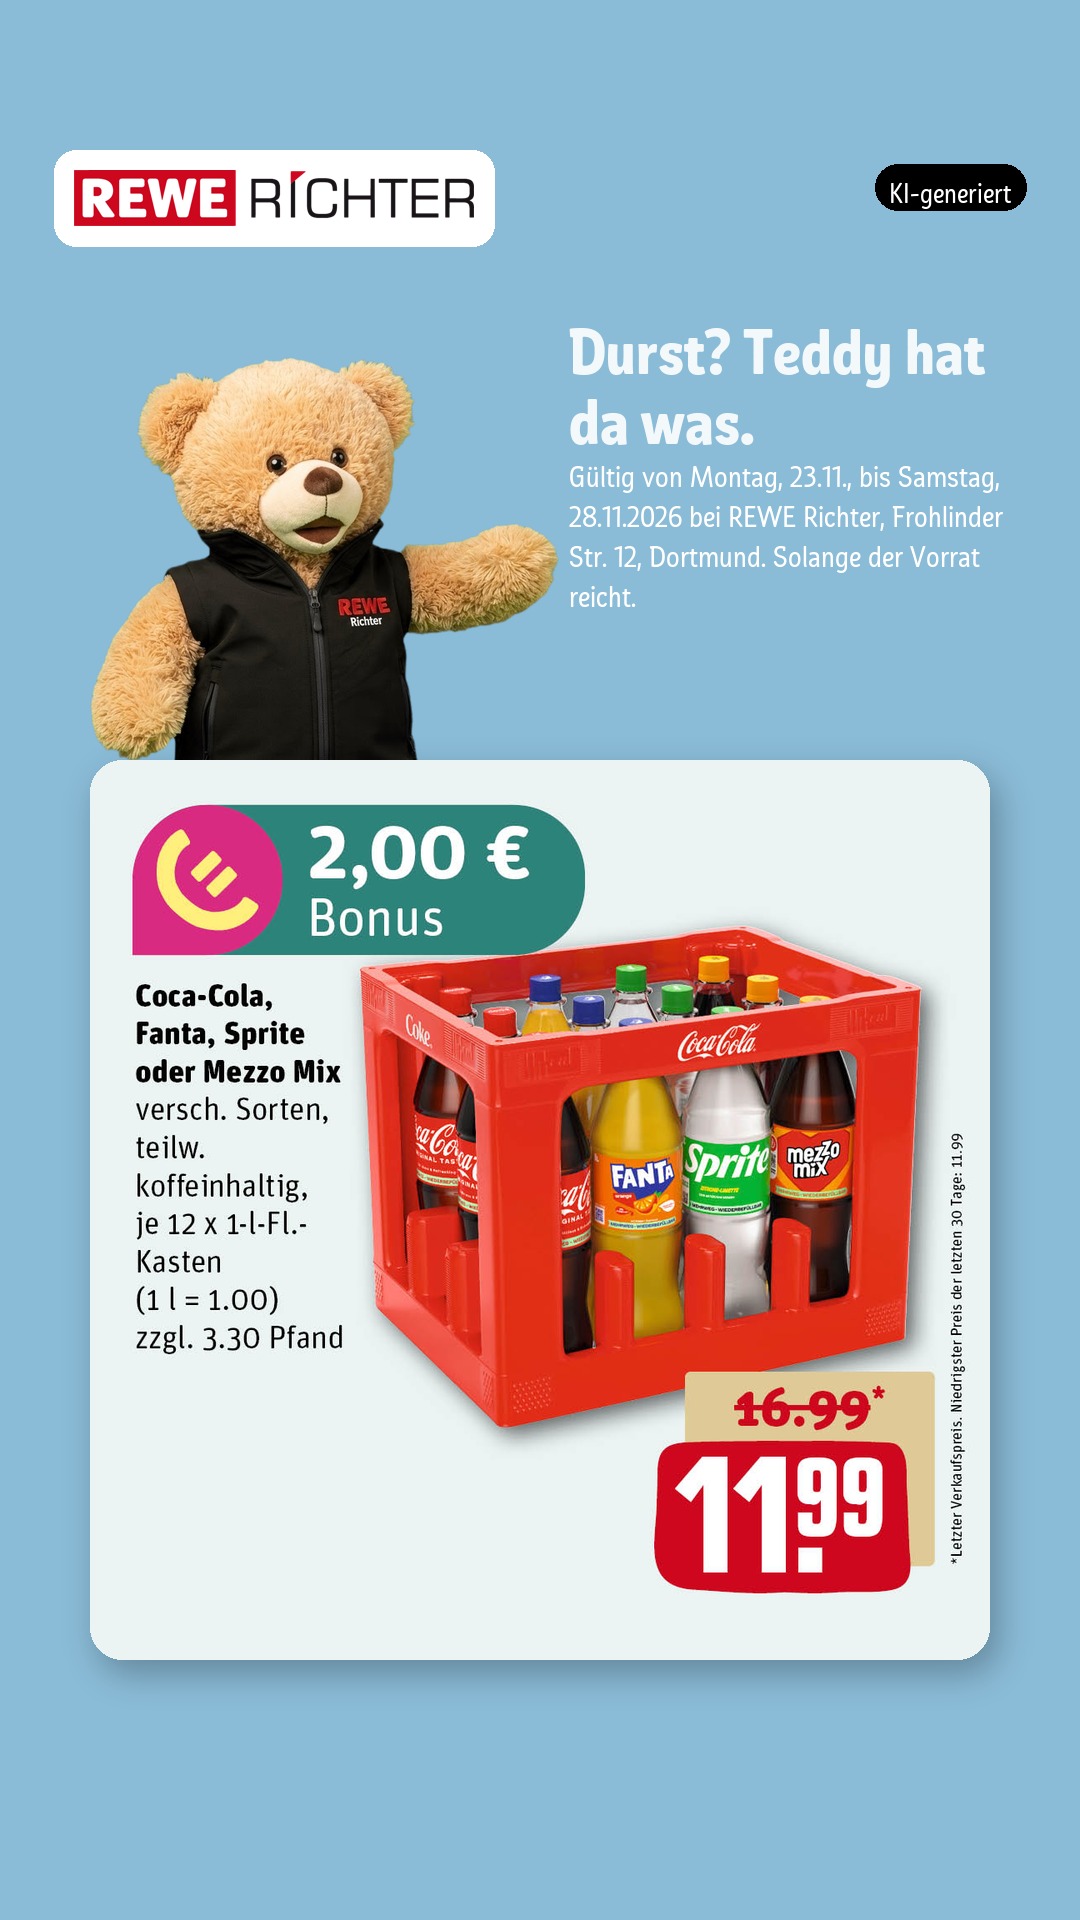 REWE RICHTER
KI-generiert
Durst? Teddy hat
da was.
Gültig von Montag, 23.11., bis Samstag,
28.11.2026 bei REWE Richter, Frohlinder
Str. 12, Dortmund. Solange der Vorrat
reicht.
REWE
Richter
2,00 €
Bonus
Coca-Cola,
Fanta, Sprite
oder Mezzo Mix
versch. Sorten,
teilw.
koffeinhaltig,
je 12 x 1-l-Fl.-
Kasten
(1 l = 1.00)
zzgl. 3.30 Pfand
Coke
Coca-Cola
FANTA
orange
Sprite
mezzo
mix
16.99*
11.99
*Letzter Verkaufspreis. Niedrigster Preis der letzten 30 Tage: 11.99